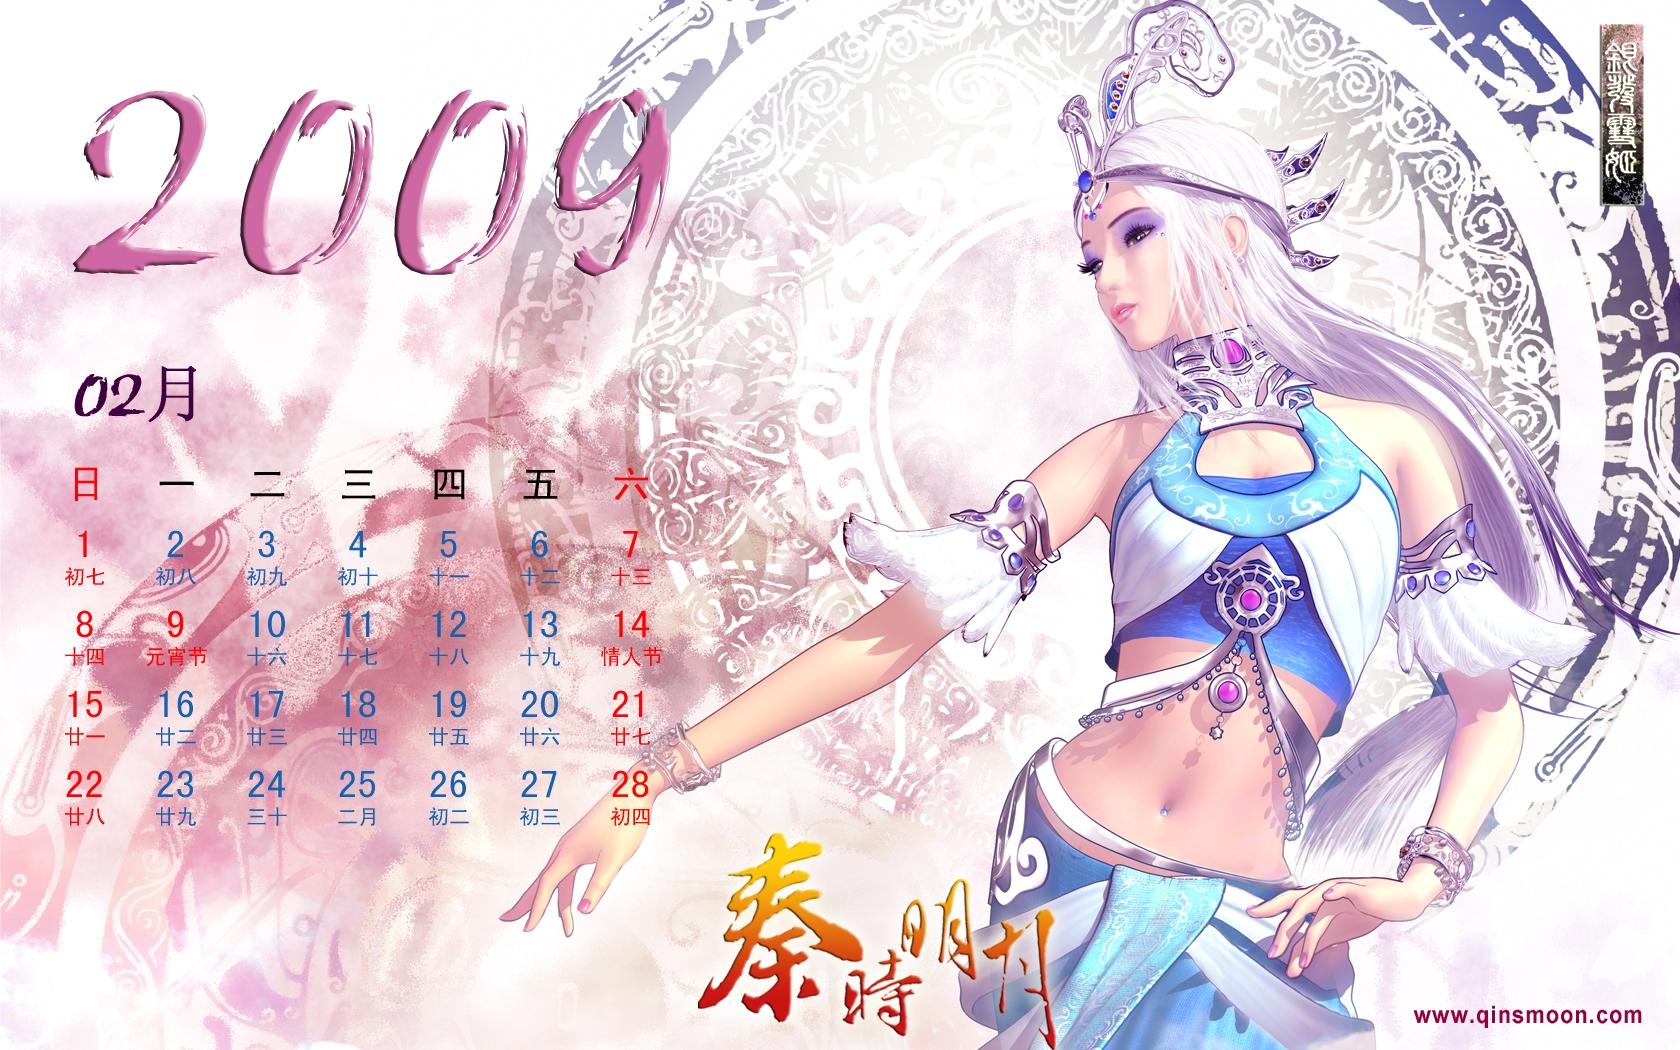 2009
02月
日 一 二 三 四 五 六
1 2 3 4 5 6 7
初七 初八 初九 初十 十一 十二 十三
8 9 10 11 12 13 14
十四 元宵节 十六 十七 十八 十九 情人节
15 16 17 18 19 20 21
廿一 廿二 廿三 廿四 廿五 廿六 廿七
22 23 24 25 26 27 28
廿八 廿九 三十 二月 初二 初三 初四
秦時明月
www.qinsmoon.com